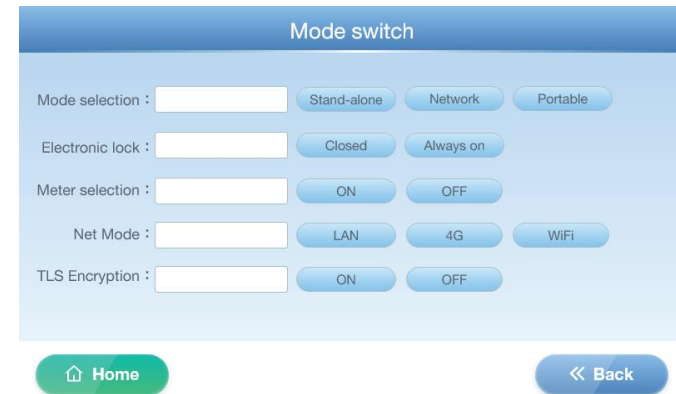 Mode switch
Mode selection： Stand-alone Network Portable
Electronic lock： Closed Always on
Meter selection： ON OFF
Net Mode： LAN 4G WiFi
TLS Encryption： ON OFF
Home Back